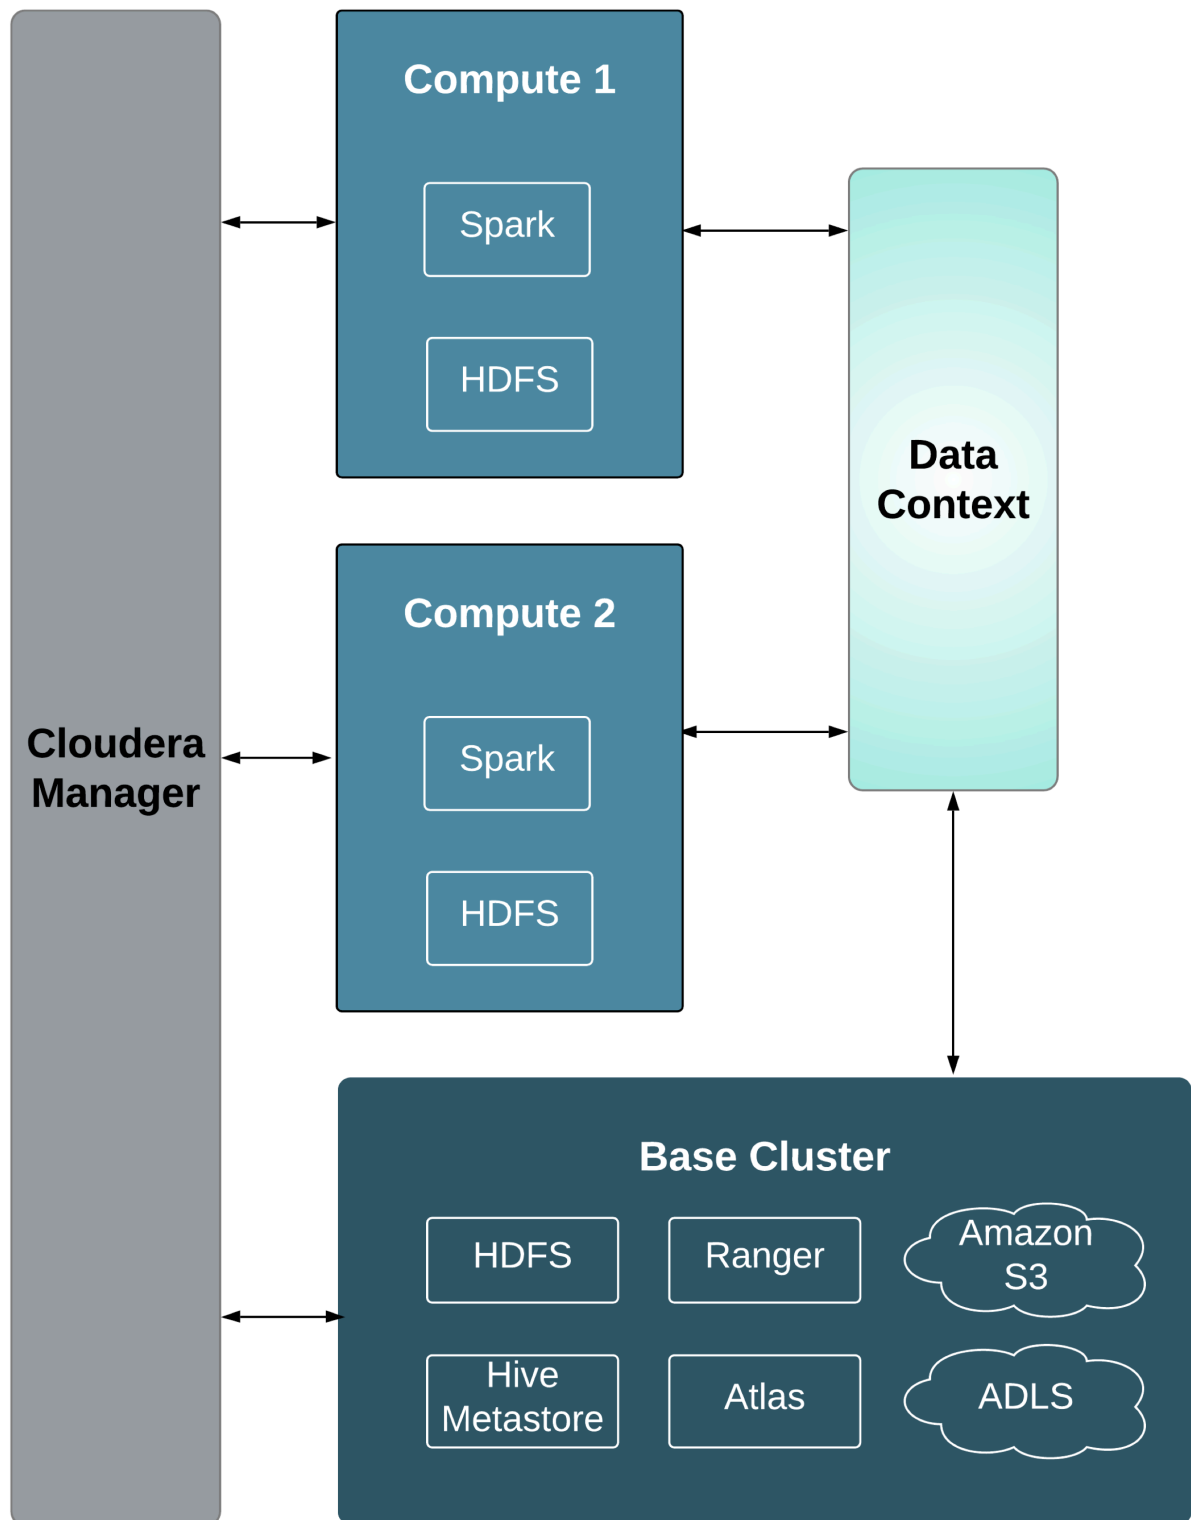 Compute 1
Spark
HDFS
Data
Context
Compute 2
Spark
HDFS
Cloudera
Manager
Base Cluster
HDFS
Ranger
Amazon
S3
Hive
Metastore
Atlas
ADLS